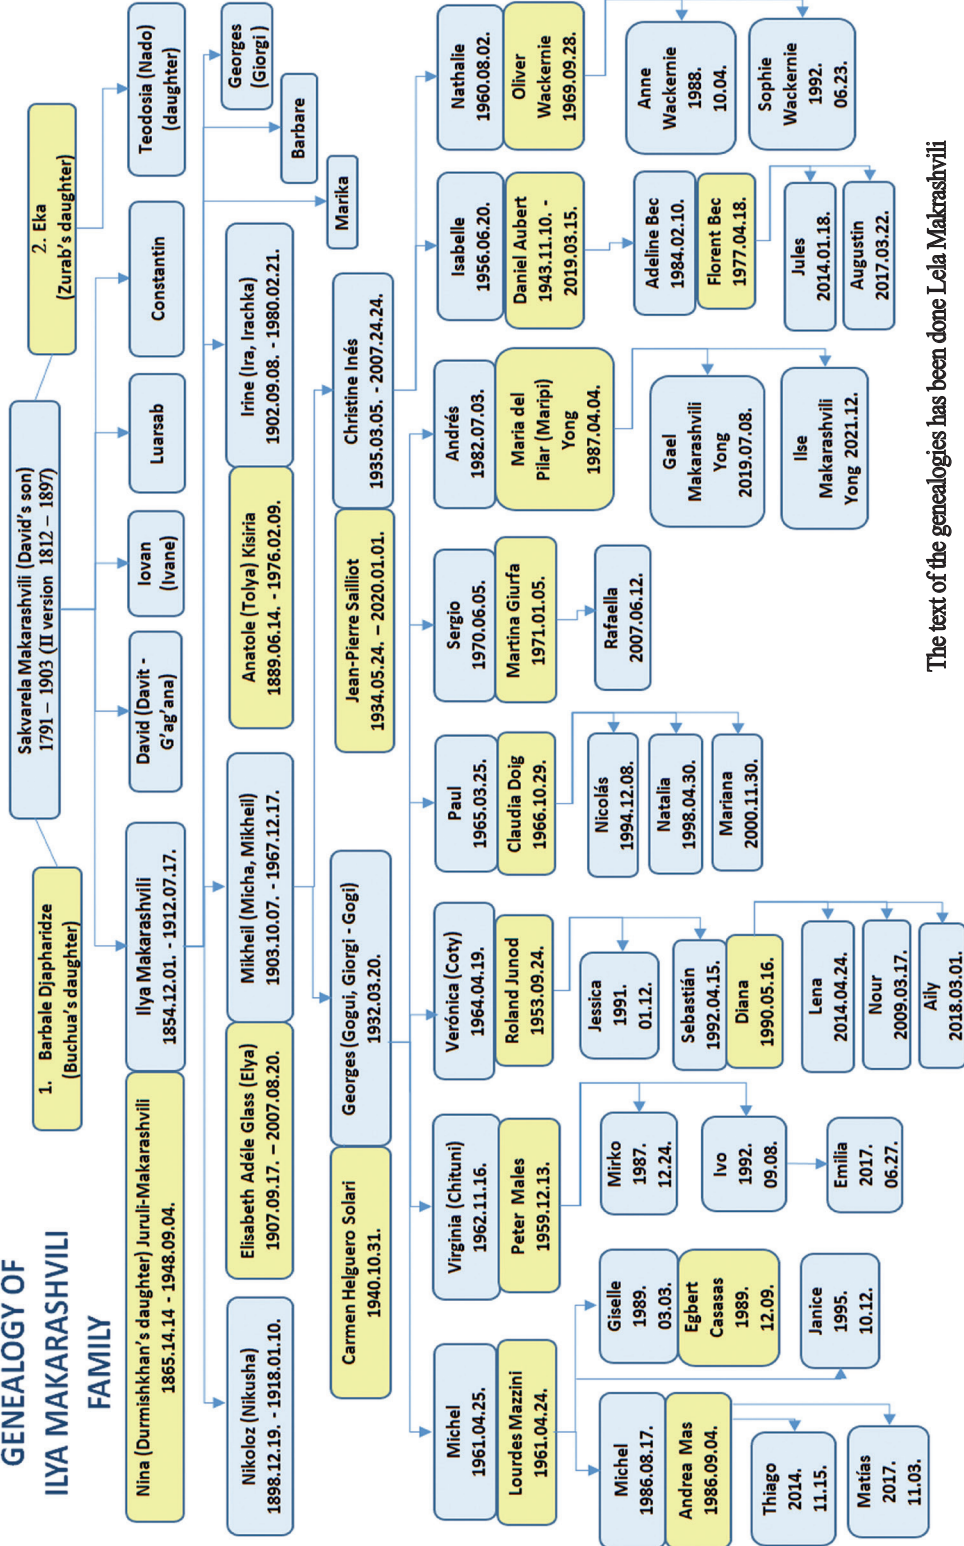 GENEALOGY OF
ILYA MAKARASHVILI
FAMILY
1. Barbale Djapharidze
(Buchua's daughter)
Sakvarela Makarashvili (David's son)
1791 – 1903 (II version 1812 – 1897)
2. Eka
(Zurab's daughter)
Nina (Durmishkhan's daughter) Juruli-Makarashvili
1865.14.14 - 1948.09.04.
Ilya Makarashvili
1854.12.01. - 1912.07.17.
David (Davit -
G'ag'ana)
Iovan
(Ivane)
Luarsab
Constantin
Teodosia (Nado)
(daughter)
Nikoloz (Nikusha)
1898.12.19. - 1918.01.10.
Elisabeth Adéle Glass (Elya)
1907.09.17. – 2007.08.20.
Mikheil (Micha, Mikheil)
1903.10.07. - 1967.12.17.
Anatole (Tolya) Kisiria
1889.06.14. - 1976.02.09.
Irine (Ira, Irachka)
1902.09.08. - 1980.02.21.
Marika
Barbare
Georges
(Giorgi )
Carmen Helguero Solari
1940.10.31.
Georges (Gogui, Giorgi - Gogi)
1932.03.20.
Jean-Pierre Sailliot
1934.05.24. – 2020.01.01.
Christine Inés
1935.03.05. - 2007.24.24.
Michel
1961.04.25.
Lourdes Mazzini
1961.04.24.
Virginia (Chituni)
1962.11.16.
Peter Males
1959.12.13.
Verónica (Coty)
1964.04.19.
Roland Junod
1953.09.24.
Paul
1965.03.25.
Claudia Doig
1966.10.29.
Sergio
1970.06.05.
Martina Giurfa
1971.01.05.
Andrés
1982.07.03.
Maria del
Pilar (Maripi)
Yong
1987.04.04.
Isabelle
1956.06.20.
Daniel Aubert
1943.11.10. -
2019.03.15.
Nathalie
1960.08.02.
Oliver
Wackernie
1969.09.28.
Michel
1986.08.17.
Andrea Mas
1986.09.04.
Thiago
2014.
11.15.
Matías
2017.
11.03.
Giselle
1989.
03.03.
Egbert
Casasas
1989.
12.09.
Janice
1995.
10.12.
Mirko
1987.
12.24.
Ivo
1992.
09.08.
Emilia
2017.
06.27.
Jessica
1991.
01.12.
Sebastián
1992.04.15.
Diana
1990.05.16.
Lena
2014.04.24.
Nour
2009.03.17.
Aily
2018.03.01.
Nicolás
1994.12.08.
Natalia
1998.04.30.
Mariana
2000.11.30.
Rafaella
2007.06.12.
Gael
Makarashvili
Yong
2019.07.08.
Ilse
Makarashvili
Yong 2021.12.
Adeline Bec
1984.02.10.
Florent Bec
1977.04.18.
Jules
2014.01.18.
Augustin
2017.03.22.
Anne
Wackernie
1988.
10.04.
Sophie
Wackernie
1992.
06.23.
The text of the genealogies has been done Lela Makrashvili